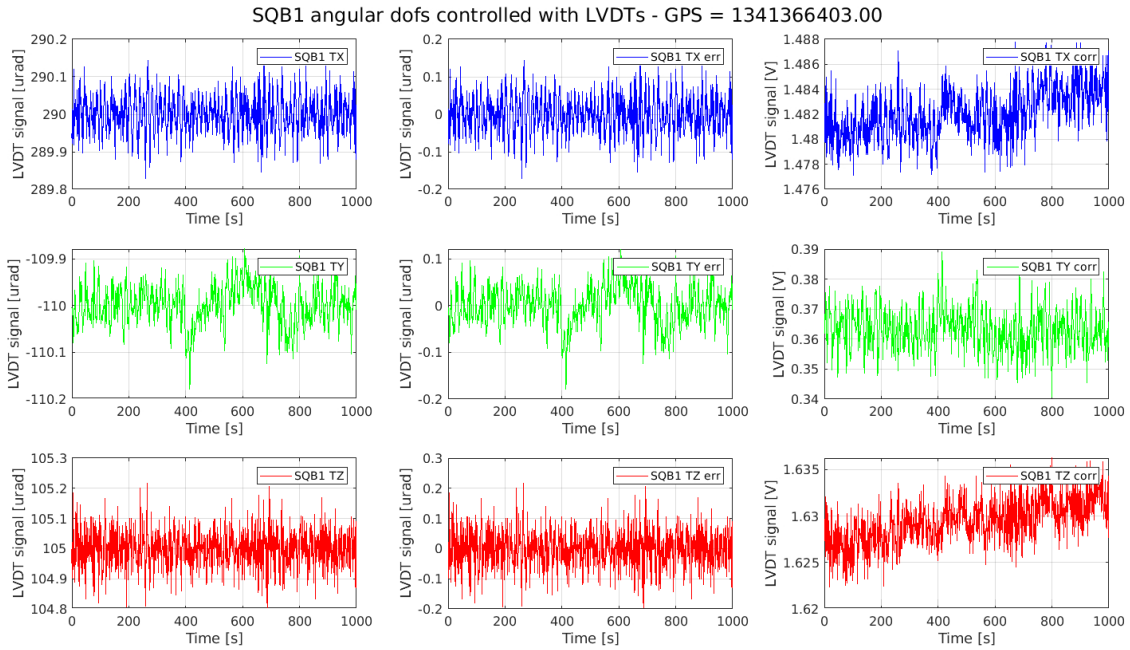 SQB1 angular dofs controlled with LVDTs - GPS = 1341366403.00
LVDT signal [urad]
290.2
290.1
290
289.9
289.8
SQB1 TX
0 200 400 600 800 1000
Time [s]
LVDT signal [urad]
0.2
0.1
0
-0.1
-0.2
SQB1 TX err
0 200 400 600 800 1000
Time [s]
LVDT signal [V]
1.488
1.486
1.484
1.482
1.48
1.478
1.476
SQB1 TX corr
0 200 400 600 800 1000
Time [s]
LVDT signal [urad]
-109.9
-110
-110.1
-110.2
SQB1 TY
0 200 400 600 800 1000
Time [s]
LVDT signal [urad]
0.1
0
-0.1
-0.2
SQB1 TY err
0 200 400 600 800 1000
Time [s]
LVDT signal [V]
0.39
0.38
0.37
0.36
0.35
0.34
SQB1 TY corr
0 200 400 600 800 1000
Time [s]
LVDT signal [urad]
105.3
105.2
105.1
105
104.9
104.8
SQB1 TZ
0 200 400 600 800 1000
Time [s]
LVDT signal [urad]
0.3
0.2
0.1
0
-0.1
-0.2
SQB1 TZ err
0 200 400 600 800 1000
Time [s]
LVDT signal [V]
1.635
1.63
1.625
1.62
SQB1 TZ corr
0 200 400 600 800 1000
Time [s]